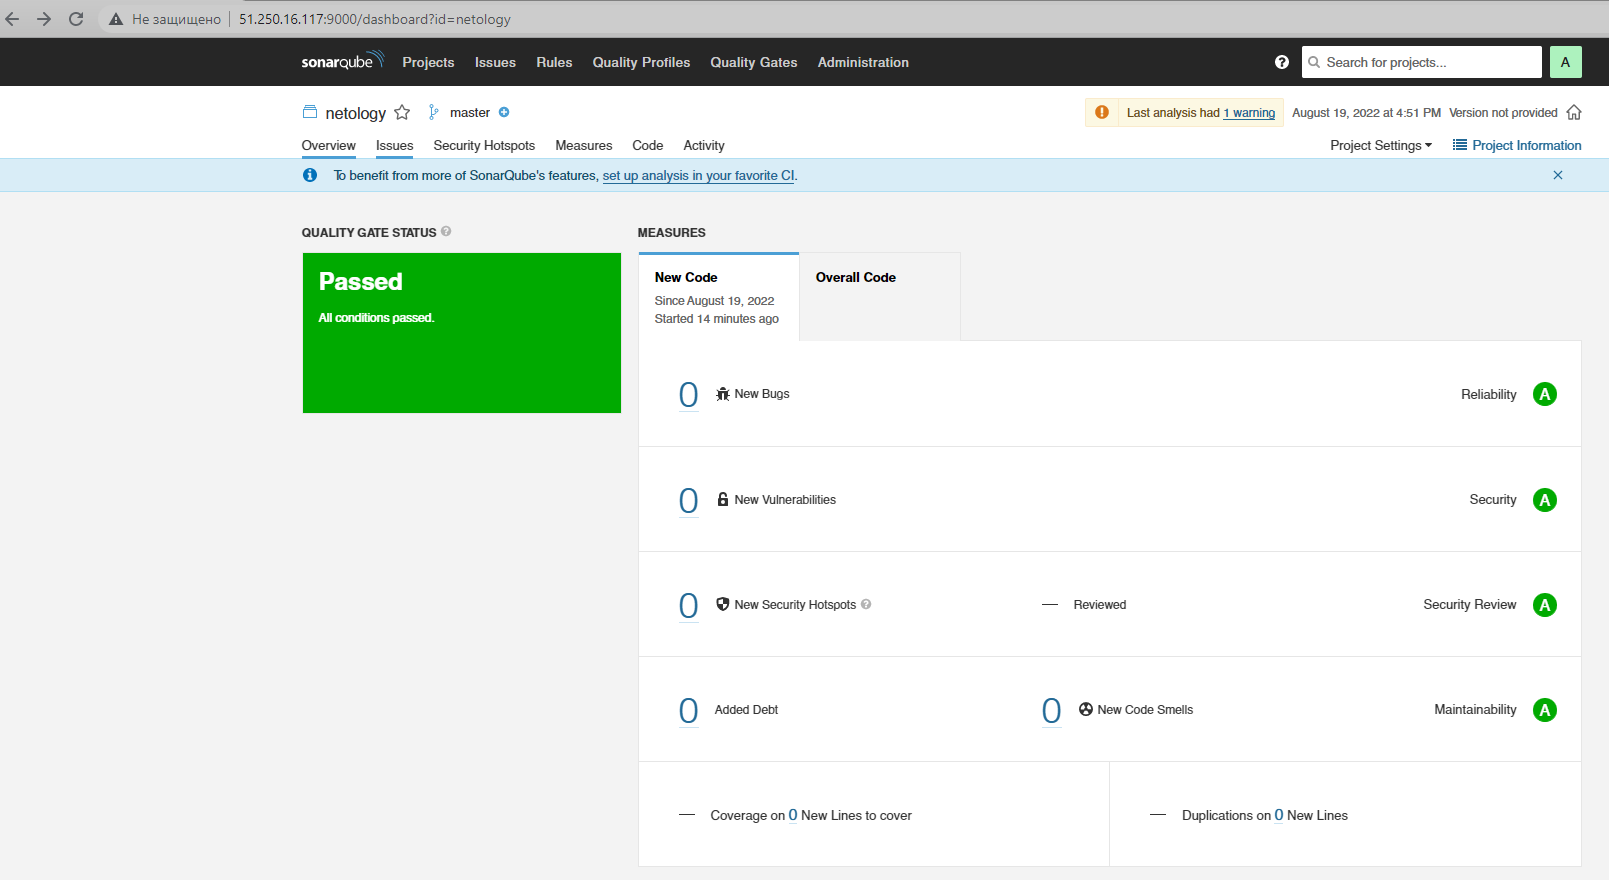 Не защищено 51.250.16.117:9000/dashboard?id=netology
sonarqube Projects Issues Rules Quality Profiles Quality Gates Administration ? Search for projects... A
netology master Last analysis had 1 warning August 19, 2022 at 4:51 PM Version not provided
Overview Issues Security Hotspots Measures Code Activity Project Settings Project Information
To benefit from more of SonarQube's features, set up analysis in your favorite CI.
QUALITY GATE STATUS ? MEASURES
Passed
All conditions passed.
New Code
Since August 19, 2022
Started 14 minutes ago
Overall Code
0 New Bugs Reliability A
0 New Vulnerabilities Security A
0 New Security Hotspots ? — Reviewed Security Review A
0 Added Debt 0 New Code Smells Maintainability A
— Coverage on 0 New Lines to cover — Duplications on 0 New Lines